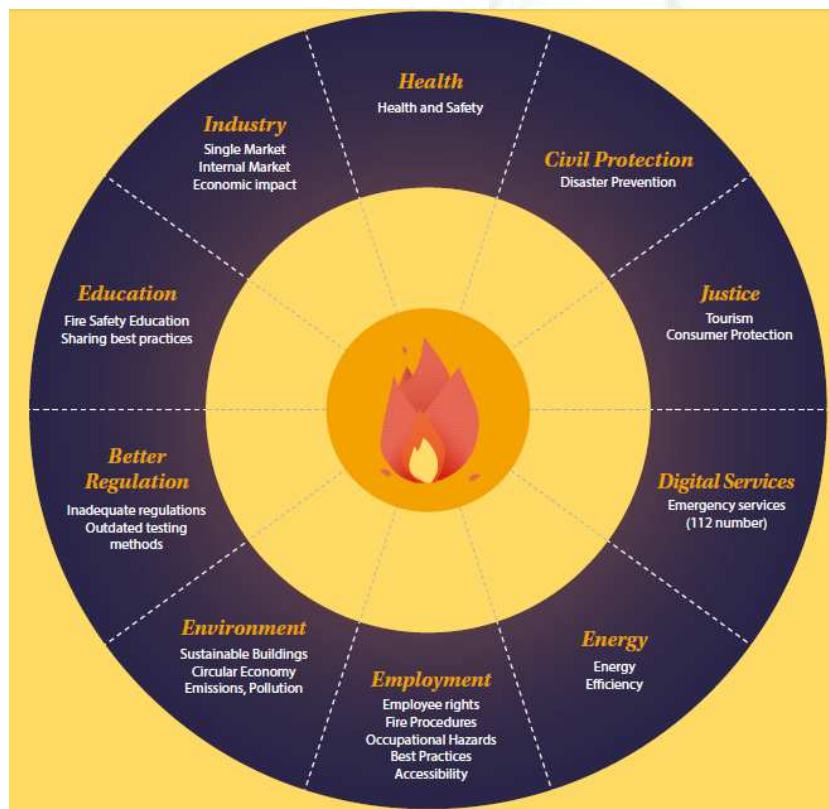 Health
Health and Safety
Civil Protection
Disaster Prevention
Justice
Tourism
Consumer Protection
Digital Services
Emergency services
(112 number)
Energy
Energy
Efficiency
Employment
Employee rights
Fire Procedures
Occupational Hazards
Best Practices
Accessibility
Environment
Sustainable Buildings
Circular Economy
Emissions, Pollution
Better
Regulation
Inadequate regulations
Outdated testing
methods
Education
Fire Safety Education
Sharing best practices
Industry
Single Market
Internal Market
Economic impact